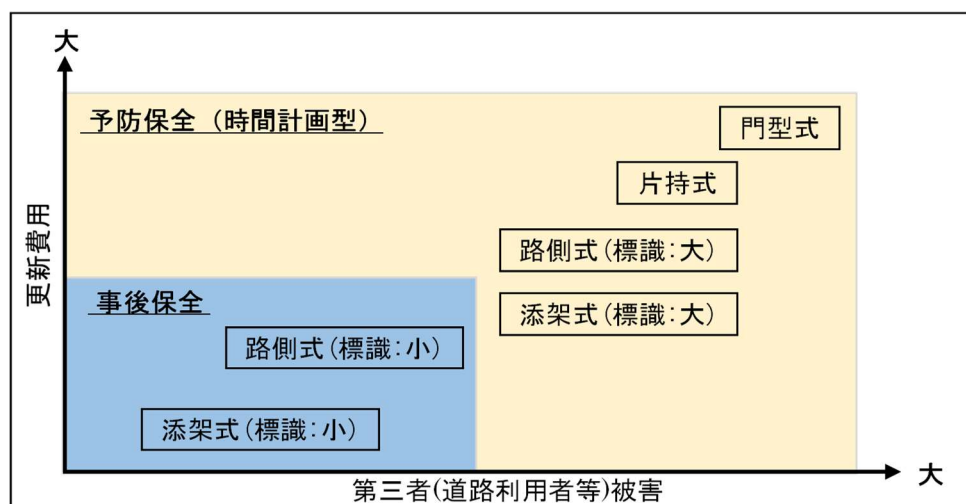 大
予防保全（時間計画型）
門型式
片持式
路側式(標識:大)
添架式(標識:大)
更新費用
事後保全
路側式(標識:小)
添架式(標識:小)
大
第三者(道路利用者等)被害